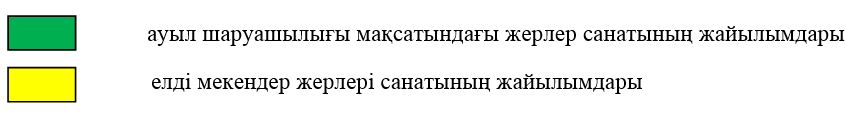 ауыл шаруашылығы мақсатындағы жерлер санатының жайылымдары
елді мекендер жерлері санатының жайылымдары